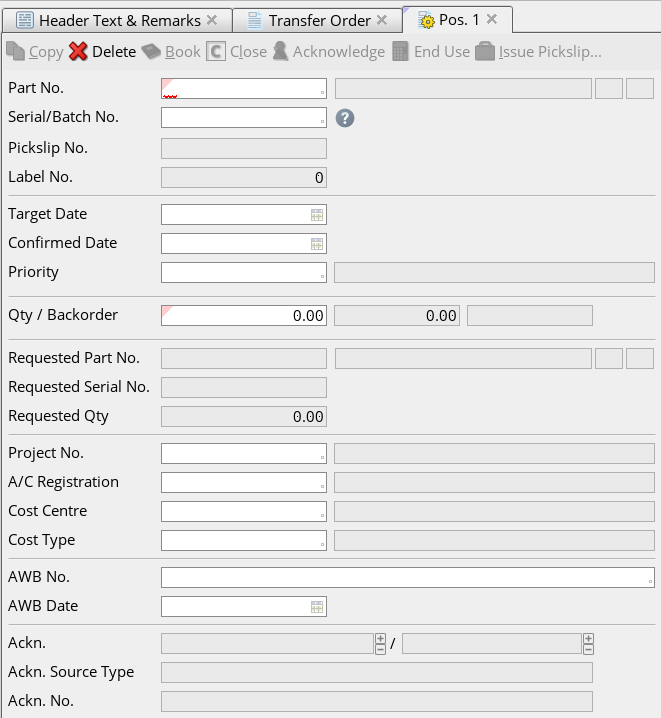 Header Text & Remarks Transfer Order Pos. 1
Copy Delete Book Close Acknowledge End Use Issue Pickslip...
Part No.
Serial/Batch No. ?
Pickslip No.
Label No. 0
Target Date
Confirmed Date
Priority
Qty / Backorder 0.00 0.00
Requested Part No.
Requested Serial No.
Requested Qty 0.00
Project No.
A/C Registration
Cost Centre
Cost Type
AWB No.
AWB Date
Ackn. /
Ackn. Source Type
Ackn. No.